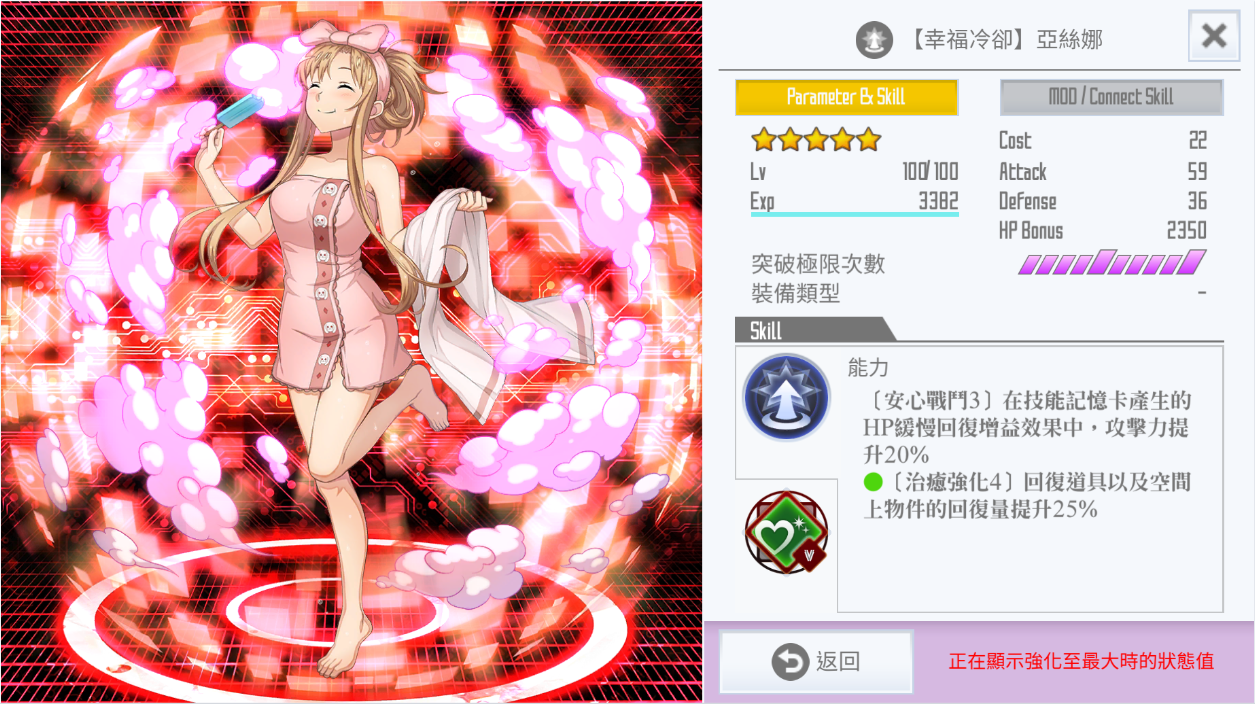 【幸福冷卻】亞絲娜
Parameter & Skill
MOD / Connect Skill
Lv 100/100
Exp 3382
Cost 22
Attack 59
Defense 36
HP Bonus 2350
突破極限次數
裝備類型 -
Skill
能力
〔安心戰鬥3〕在技能記憶卡產生的
HP緩慢回復增益效果中，攻擊力提
升20%
〔治癒強化4〕回復道具以及空間
上物件的回復量提升25%
V
返回
正在顯示強化至最大時的狀態值